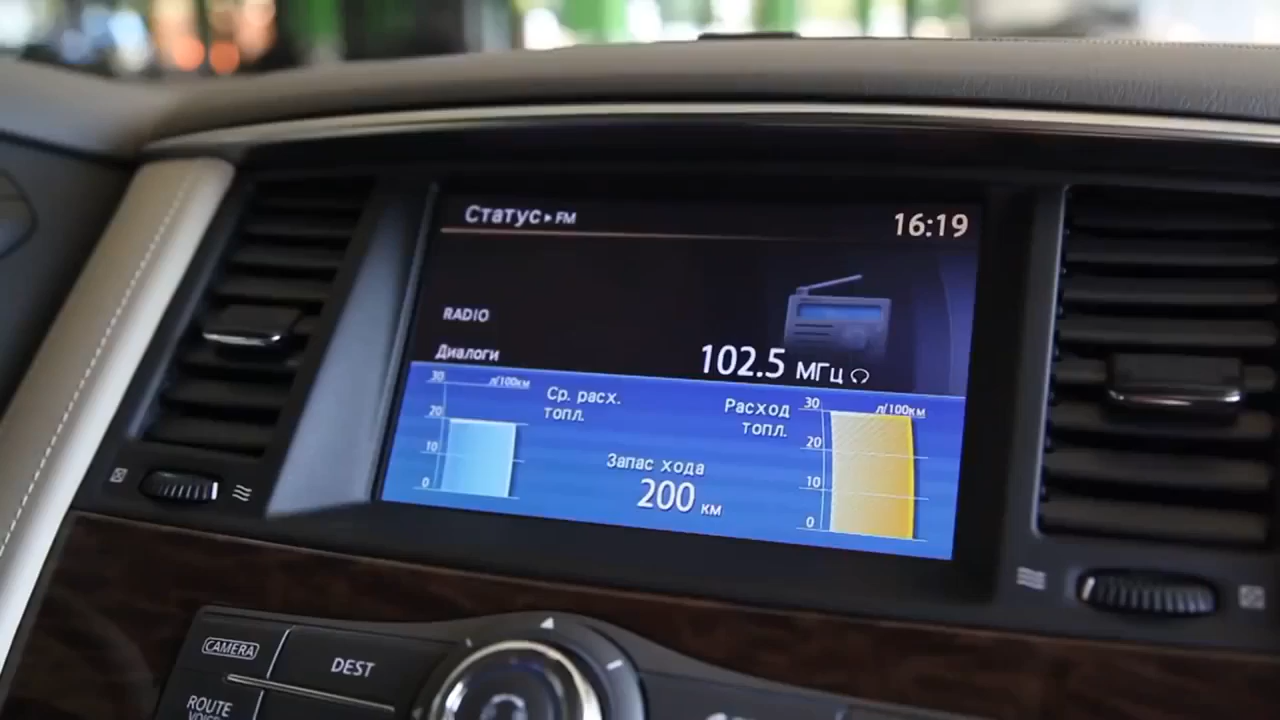 Статус▸FM
16:19
RADIO
Диалоги
102.5 МГц
30
л/100км
20
10
0
Ср. расх.
топл.
Расход
топл.
30
л/100км
20
10
0
Запас хода
200 км
CAMERA
DEST
ROUTE